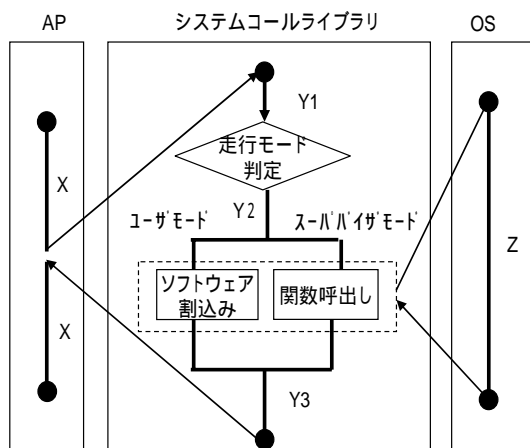 AP
システムコールライブラリ
OS
Y1
走行モード
判定
X
Y2
ﾕｰｻﾞﾓｰﾄﾞ
ｽｰﾊﾟﾊﾞｲｻﾞﾓｰﾄﾞ
Z
ソフトウェア
割込み
関数呼出し
X
Y3